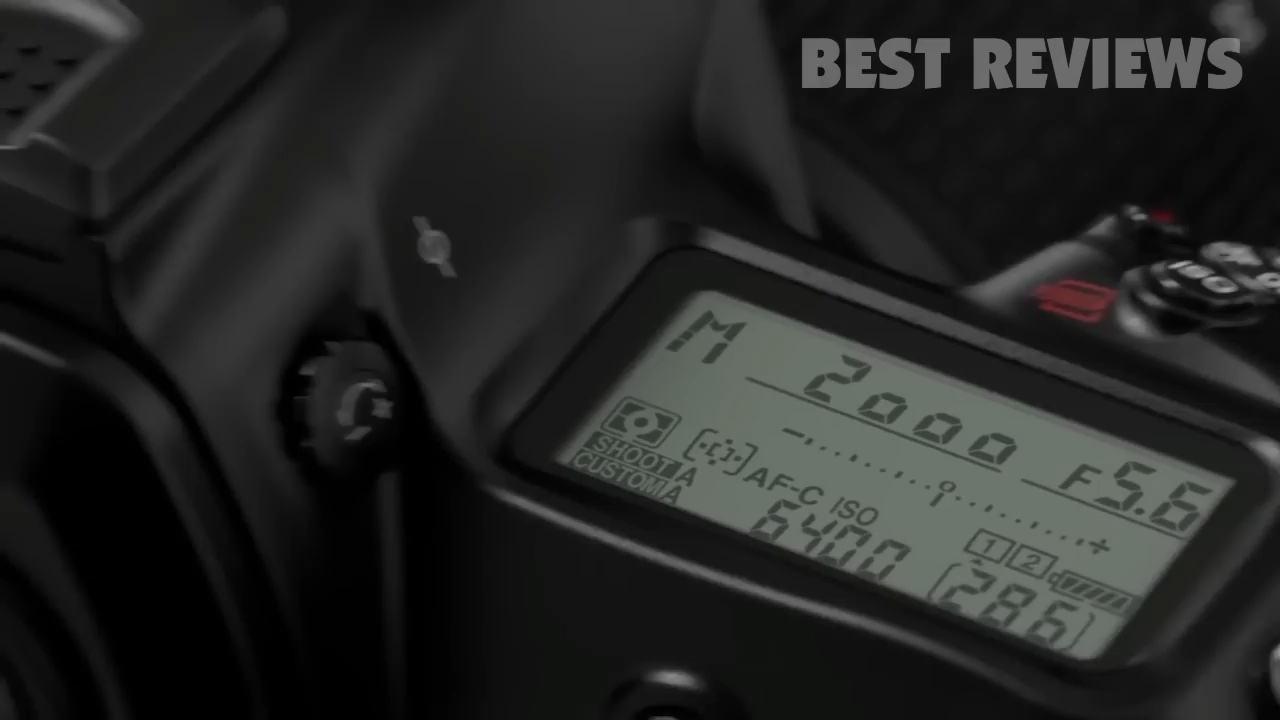 BEST REVIEWS
ISO
M 2000 F5.6
SHOOT A
CUSTOM A
AF-C ISO
6400
1 2
[286]